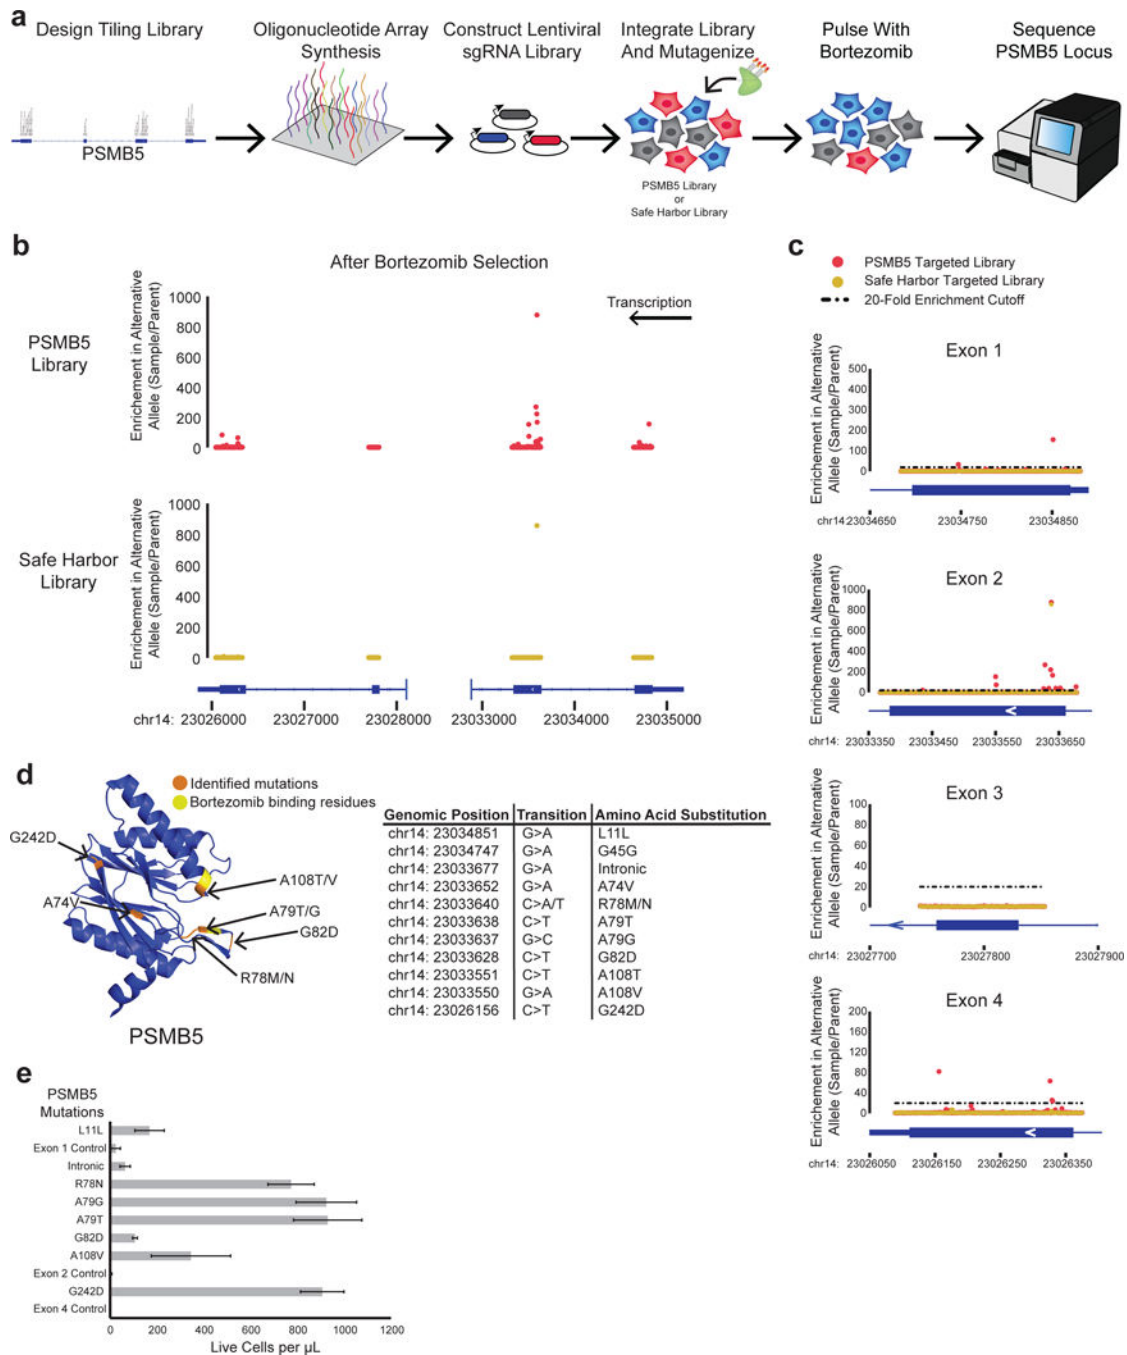 a
Design Tiling Library
Oligonucleotide Array
Synthesis
Construct Lentiviral
sgRNA Library
Integrate Library
And Mutagenize
Pulse With
Bortezomib
Sequence
PSMB5 Locus
PSMB5
PSMB5 Library
or
Safe Harbor Library
b
After Bortezomib Selection
PSMB5
Library
Enrichement in Alternative
Allele (Sample/Parent)
1000
800
600
400
200
0
Transcription
Safe Harbor
Library
Enrichement in Alternative
Allele (Sample/Parent)
1000
800
600
400
200
0
chr14: 23026000 23027000 23028000 23033000 23034000 23035000
c
PSMB5 Targeted Library
Safe Harbor Targeted Library
20-Fold Enrichment Cutoff
Exon 1
Enrichement in Alternative
Allele (Sample/Parent)
500
400
300
200
100
0
chr14:23034650 23034750 23034850
Exon 2
Enrichement in Alternative
Allele (Sample/Parent)
1000
800
600
400
200
0
chr14: 23033350 23033450 23033550 23033650
Exon 3
Enrichement in Alternative
Allele (Sample/Parent)
100
80
60
40
20
0
chr14: 23027700 23027800 23027900
Exon 4
Enrichement in Alternative
Allele (Sample/Parent)
200
160
120
80
40
0
chr14: 23026050 23026150 23026250 23026350
d
Identified mutations
Bortezomib binding residues
G242D
A74V
A108T/V
A79T/G
G82D
R78M/N
PSMB5
Genomic Position Transition Amino Acid Substitution
chr14: 23034851 G>A L11L
chr14: 23034747 G>A G45G
chr14: 23033677 G>A Intronic
chr14: 23033652 G>A A74V
chr14: 23033640 C>A/T R78M/N
chr14: 23033638 C>T A79T
chr14: 23033637 G>C A79G
chr14: 23033628 C>T G82D
chr14: 23033551 C>T A108T
chr14: 23033550 G>A A108V
chr14: 23026156 C>T G242D
e
PSMB5
Mutations
L11L
Exon 1 Control
Intronic
R78N
A79G
A79T
G82D
A108V
Exon 2 Control
G242D
Exon 4 Control
0 200 400 600 800 1000 1200
Live Cells per µL